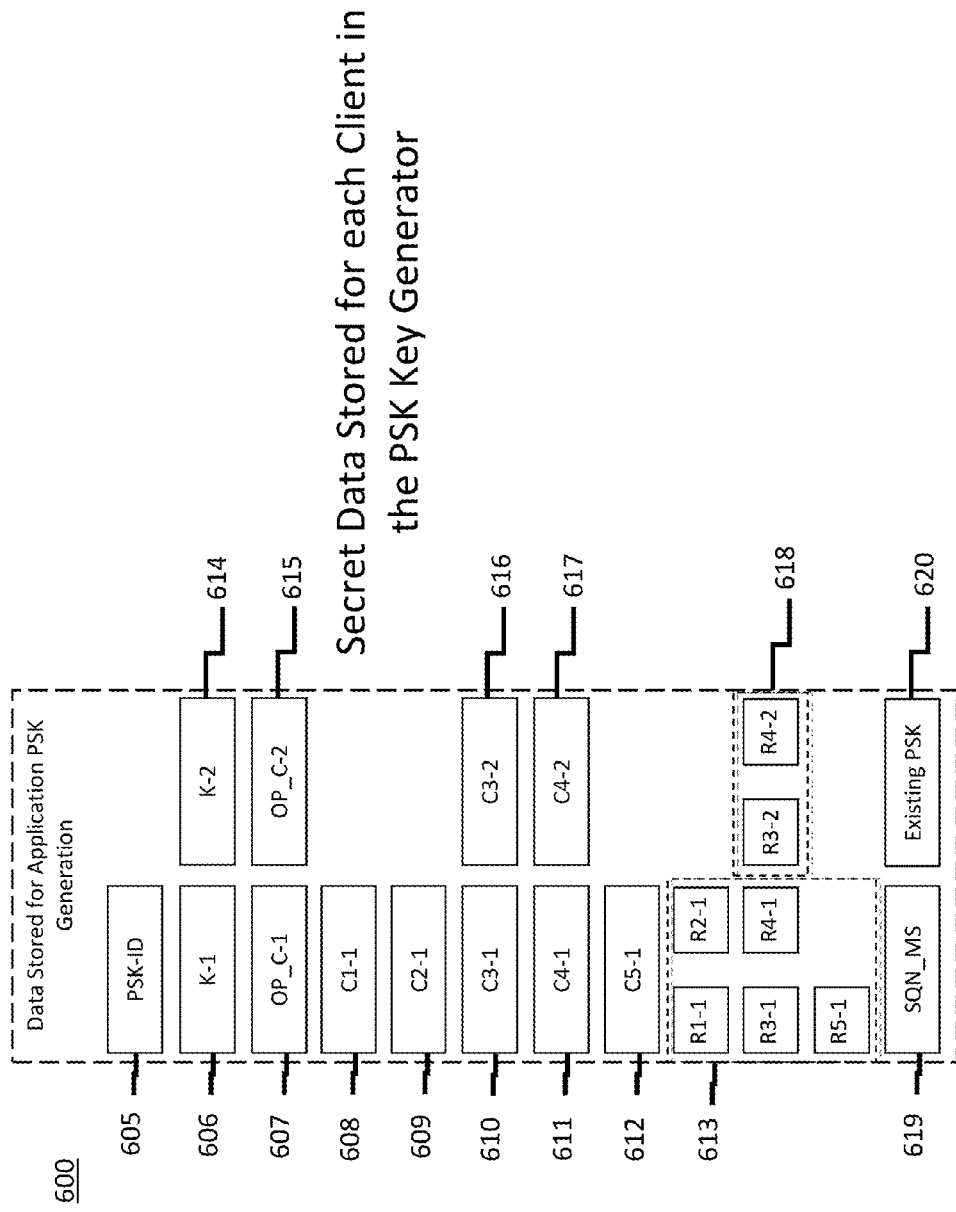 600
Data Stored for Application PSK
Generation
605
PSK-ID
606
K-1
K-2
614
607
OP_C-1
OP_C-2
615
608
C1-1
609
C2-1
610
C3-1
C3-2
616
611
C4-1
C4-2
617
612
C5-1
613
R1-1
R2-1
R3-1
R4-1
R3-2
R4-2
618
R5-1
619
SQN_MS
Existing PSK
620
Secret Data Stored for each Client in
the PSK Key Generator